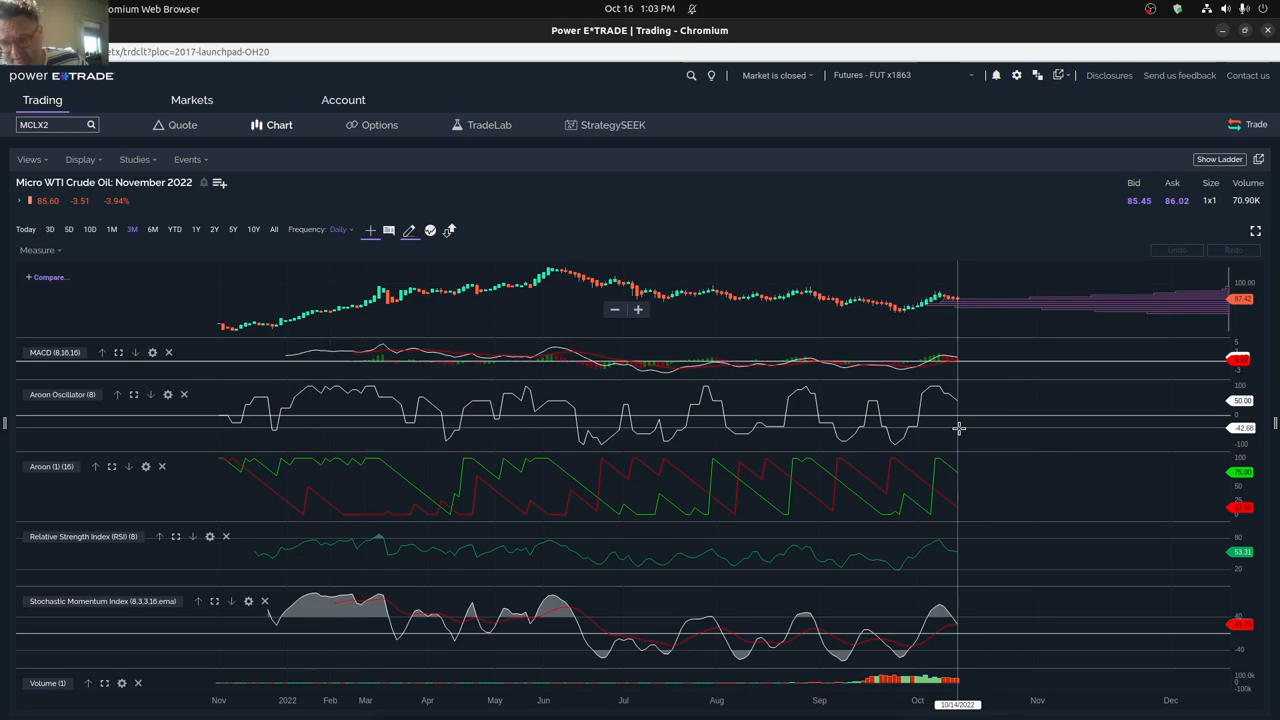 omium Web Browser
Oct 16 1:03 PM
Power E*TRADE | Trading - Chromium
etx/trdclt?ploc=2017-launchpad-OH20
power E*TRADE
Market is closed
Futures - FUT x1863
Disclosures Send us feedback Contact us
Trading Markets Account
MCLX2
Quote Chart Options TradeLab StrategySEEK
Trade
Views Display Studies Events
Show Ladder
Micro WTI Crude Oil: November 2022
Bid Ask Size Volume
85.60 -3.51 -3.94%
85.45 86.02 1x1 70.90K
Today 3D 5D 10D 1M 3M 6M YTD 1Y 2Y 5Y 10Y All Frequency: Daily
Measure
Undo Redo
+ Compare...
100.00
87.42
MACD (8,16,16)
5
-3
Aroon Oscillator (8)
100
50.00
0
-42.68
-100
Aroon (1) (16)
100
75.00
50
25
0
Relative Strength Index (RSI) (8)
80
53.31
20
Stochastic Momentum Index (8,3,3,16,ema)
40
-40
Volume (1)
100.0k
-100k
Nov 2022 Feb Mar Apr May Jun Jul Aug Sep Oct Nov Dec
10/14/2022